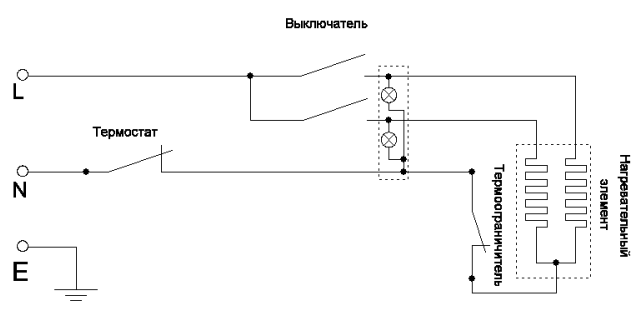 Выключатель
L
Термостат
N
E
Термоограничитель
Нагревательный
элемент